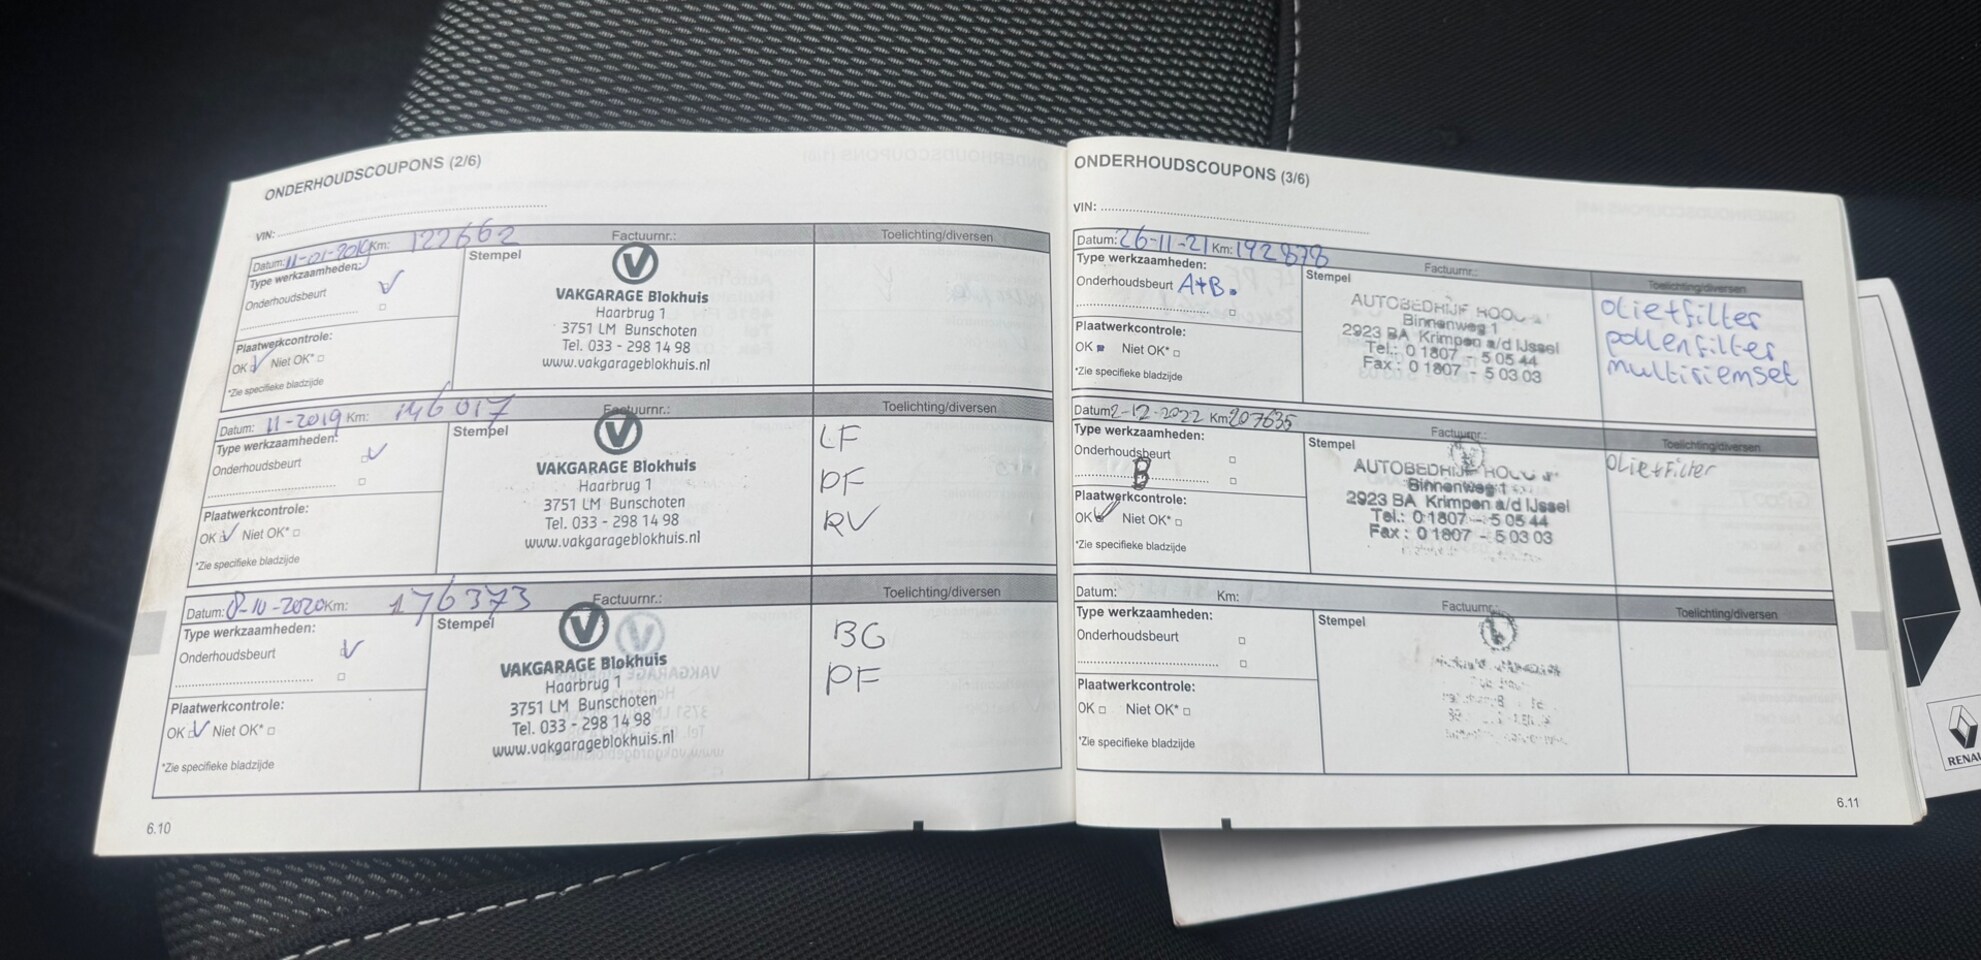 ONDERHOUDSCOUPONS (2/6)
VIN:
Datum: 11-01-2019 Km: 122662 Factuurnr.: Toelichting/diversen
Type werkzaamheden: Stempel
Onderhoudsbeurt
Plaatwerkcontrole:
OK Niet OK*
*Zie specifieke bladzijde
VAKGARAGE Blokhuis
Haarbrug 1
3751 LM Bunschoten
Tel. 033 - 298 14 98
www.vakgarageblokhuis.nl
Datum: 11-2019 Km: 146017 Factuurnr.: Toelichting/diversen
Type werkzaamheden: Stempel
Onderhoudsbeurt
Plaatwerkcontrole:
OK Niet OK*
*Zie specifieke bladzijde
VAKGARAGE Blokhuis
Haarbrug 1
3751 LM Bunschoten
Tel. 033 - 298 14 98
www.vakgarageblokhuis.nl
LF
PF
RV
Datum: 8-10-2020 Km: 176373 Factuurnr.: Toelichting/diversen
Type werkzaamheden: Stempel
Onderhoudsbeurt
Plaatwerkcontrole:
OK Niet OK*
*Zie specifieke bladzijde
VAKGARAGE Blokhuis
Haarbrug 1
3751 LM Bunschoten
Tel. 033 - 298 14 98
www.vakgarageblokhuis.nl
BG
PF
6.10
ONDERHOUDSCOUPONS (3/6)
VIN:
Datum: 26-11-21 Km: 192878 Factuurnr.: Toelichting/diversen
Type werkzaamheden: Stempel
Onderhoudsbeurt A+B.
Plaatwerkcontrole:
OK Niet OK*
*Zie specifieke bladzijde
AUTOBEDRIJF
Binnenweg 1
2923 BA Krimpen a/d IJssel
Tel.: 0 1807 - 5 05 44
Fax : 0 1807 - 5 03 03
olie+filter
pollenfilter
multiriemset
Datum: 2-12-2022 Km: 207635 Factuurnr.: Toelichting/diversen
Type werkzaamheden: Stempel
Onderhoudsbeurt
B
Plaatwerkcontrole:
OK Niet OK*
*Zie specifieke bladzijde
AUTOBEDRIJF
Binnenweg 1
2923 BA Krimpen a/d IJssel
Tel.: 0 1807 - 5 05 44
Fax : 0 1807 - 5 03 03
olie+filter
Datum: Km: Factuurnr.: Toelichting/diversen
Type werkzaamheden: Stempel
Onderhoudsbeurt
Plaatwerkcontrole:
OK Niet OK*
*Zie specifieke bladzijde
6.11